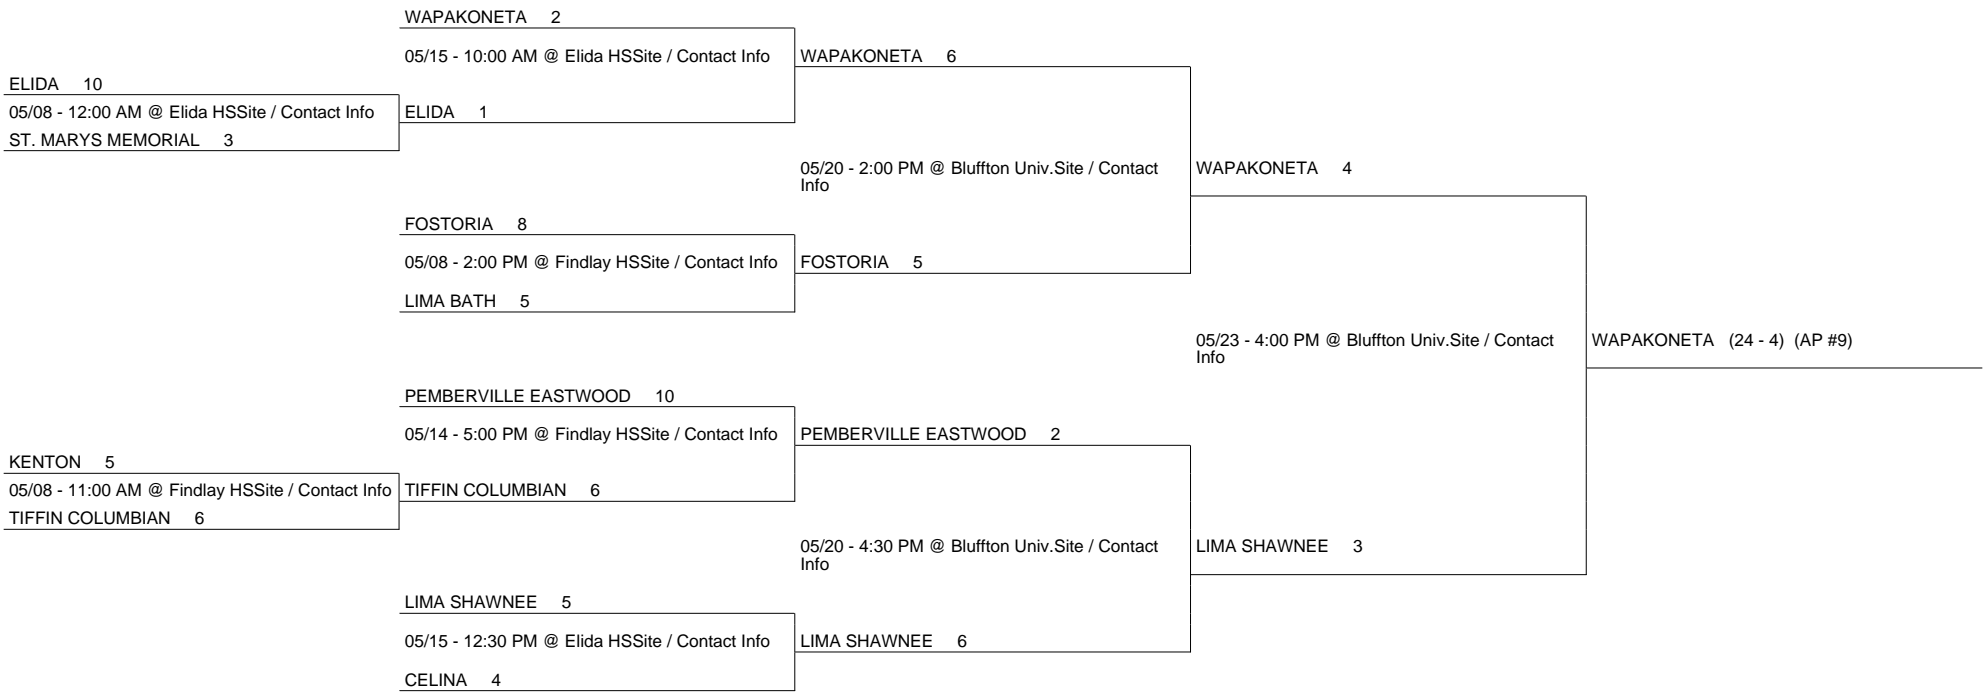 WAPAKONETA 2
05/15 - 10:00 AM @ Elida HSSite / Contact Info
WAPAKONETA 6
ELIDA 10
05/08 - 12:00 AM @ Elida HSSite / Contact Info
ELIDA 1
ST. MARYS MEMORIAL 3
05/20 - 2:00 PM @ Bluffton Univ.Site / Contact
Info
WAPAKONETA 4
FOSTORIA 8
05/08 - 2:00 PM @ Findlay HSSite / Contact Info
FOSTORIA 5
LIMA BATH 5
05/23 - 4:00 PM @ Bluffton Univ.Site / Contact
Info
WAPAKONETA (24 - 4) (AP #9)
PEMBERVILLE EASTWOOD 10
05/14 - 5:00 PM @ Findlay HSSite / Contact Info
PEMBERVILLE EASTWOOD 2
KENTON 5
05/08 - 11:00 AM @ Findlay HSSite / Contact Info
TIFFIN COLUMBIAN 6
TIFFIN COLUMBIAN 6
05/20 - 4:30 PM @ Bluffton Univ.Site / Contact
Info
LIMA SHAWNEE 3
LIMA SHAWNEE 5
05/15 - 12:30 PM @ Elida HSSite / Contact Info
LIMA SHAWNEE 6
CELINA 4